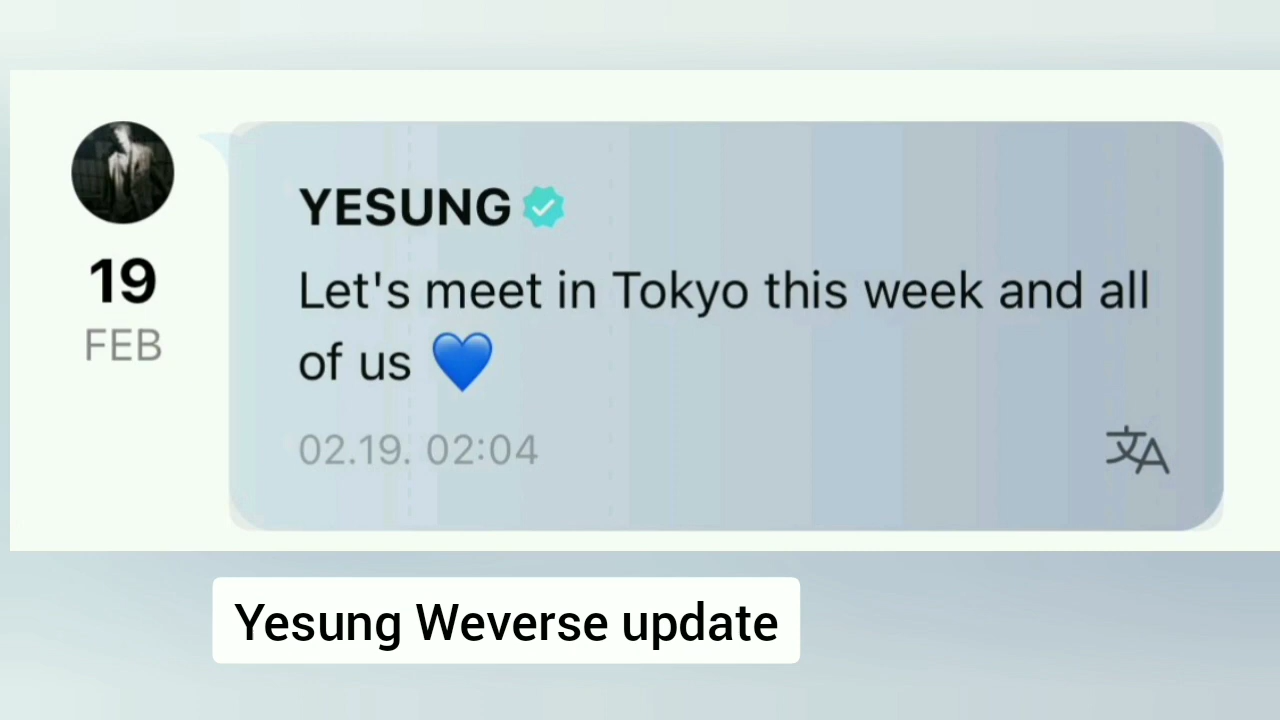 YESUNG
19
FEB
Let's meet in Tokyo this week and all
of us 💙
02.19. 02:04
文A
Yesung Weverse update